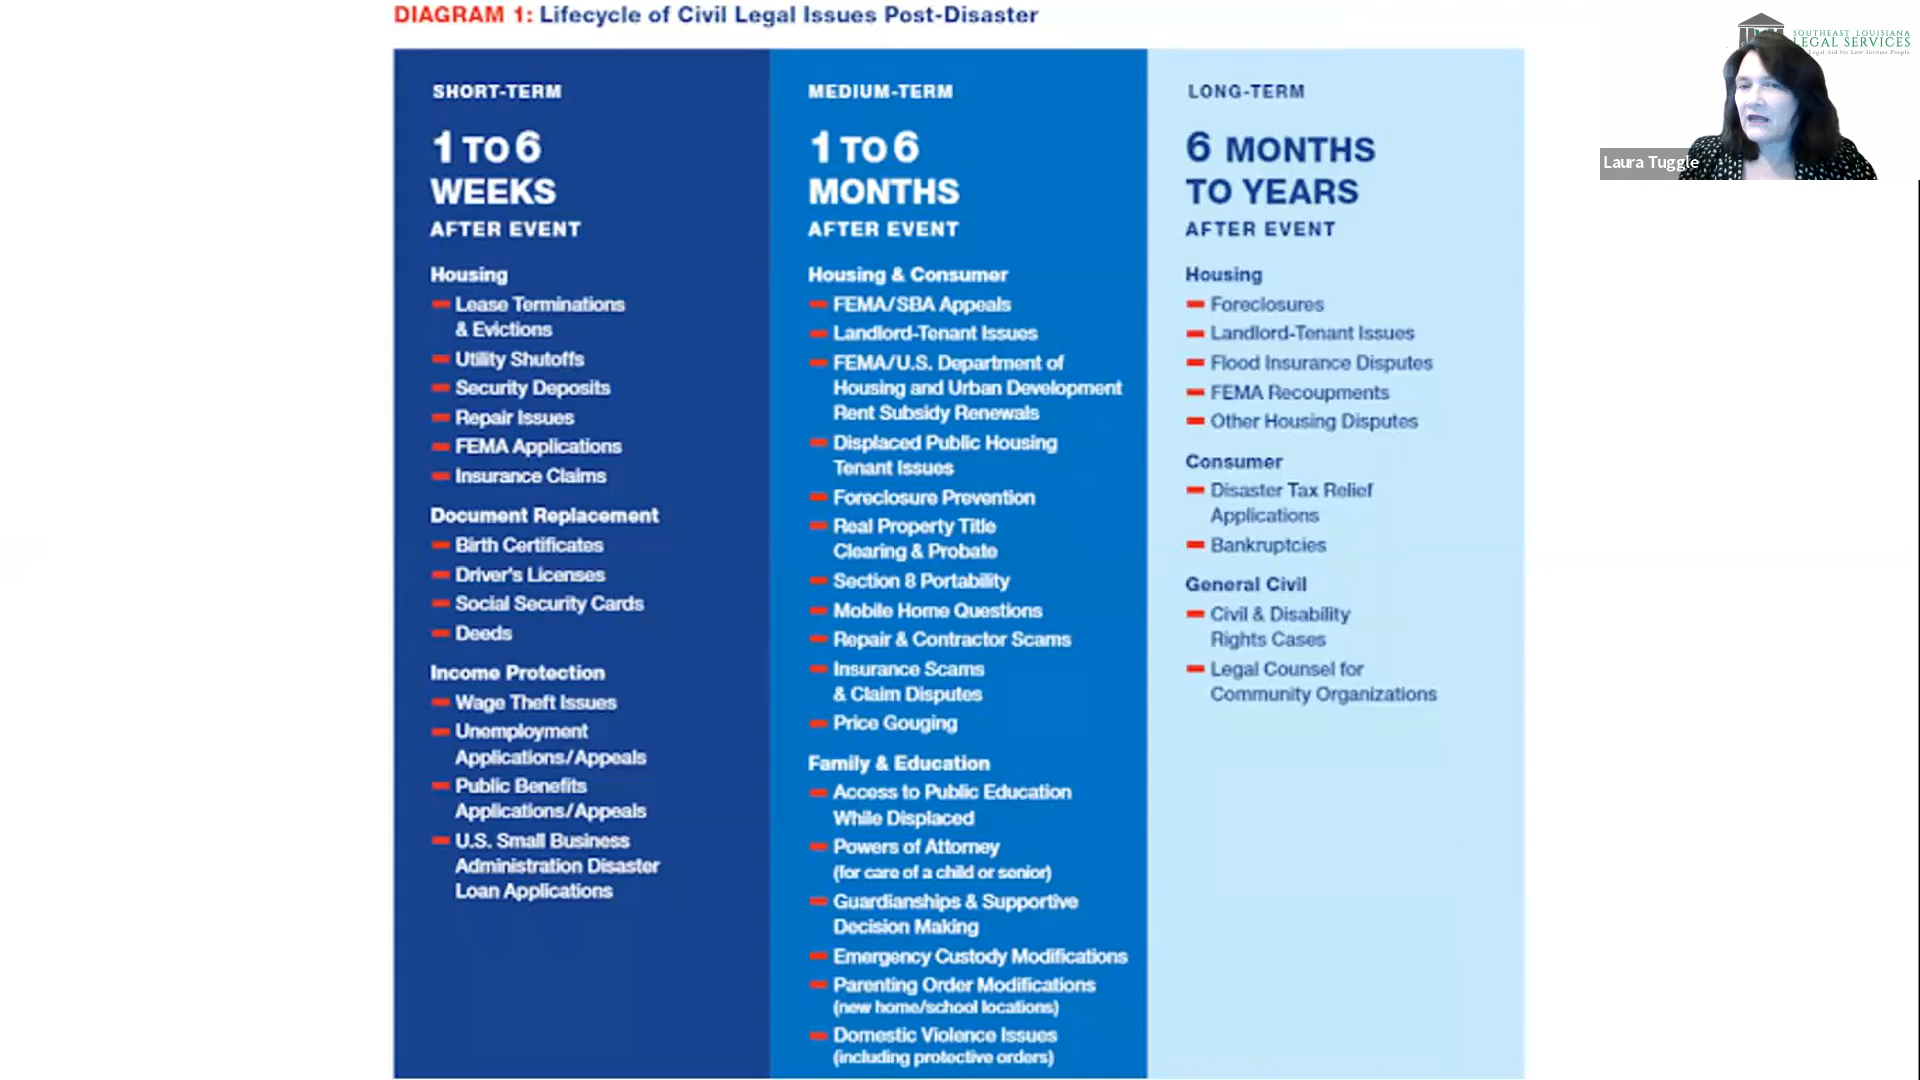 DIAGRAM 1: Lifecycle of Civil Legal Issues Post-Disaster
SHORT-TERM
1 TO 6
WEEKS
AFTER EVENT
Housing
Lease Terminations
& Evictions
Utility Shutoffs
Security Deposits
Repair Issues
FEMA Applications
Insurance Claims
Document Replacement
Birth Certificates
Driver's Licenses
Social Security Cards
Deeds
Income Protection
Wage Theft Issues
Unemployment
Applications/Appeals
Public Benefits
Applications/Appeals
U.S. Small Business
Administration Disaster
Loan Applications
MEDIUM-TERM
1 TO 6
MONTHS
AFTER EVENT
Housing & Consumer
FEMA/SBA Appeals
Landlord-Tenant Issues
FEMA/U.S. Department of
Housing and Urban Development
Rent Subsidy Renewals
Displaced Public Housing
Tenant Issues
Foreclosure Prevention
Real Property Title
Clearing & Probate
Section 8 Portability
Mobile Home Questions
Repair & Contractor Scams
Insurance Scams
& Claim Disputes
Price Gouging
Family & Education
Access to Public Education
While Displaced
Powers of Attorney
(for care of a child or senior)
Guardianships & Supportive
Decision Making
Emergency Custody Modifications
Parenting Order Modifications
(new home/school locations)
Domestic Violence Issues
(including protective orders)
LONG-TERM
6 MONTHS
TO YEARS
AFTER EVENT
Housing
Foreclosures
Landlord-Tenant Issues
Flood Insurance Disputes
FEMA Recoupments
Other Housing Disputes
Consumer
Disaster Tax Relief
Applications
Bankruptcies
General Civil
Civil & Disability
Rights Cases
Legal Counsel for
Community Organizations
SOUTHEAST LOUISIANA
LEGAL SERVICES
Legal Aid for Low Income People
Laura Tuggle